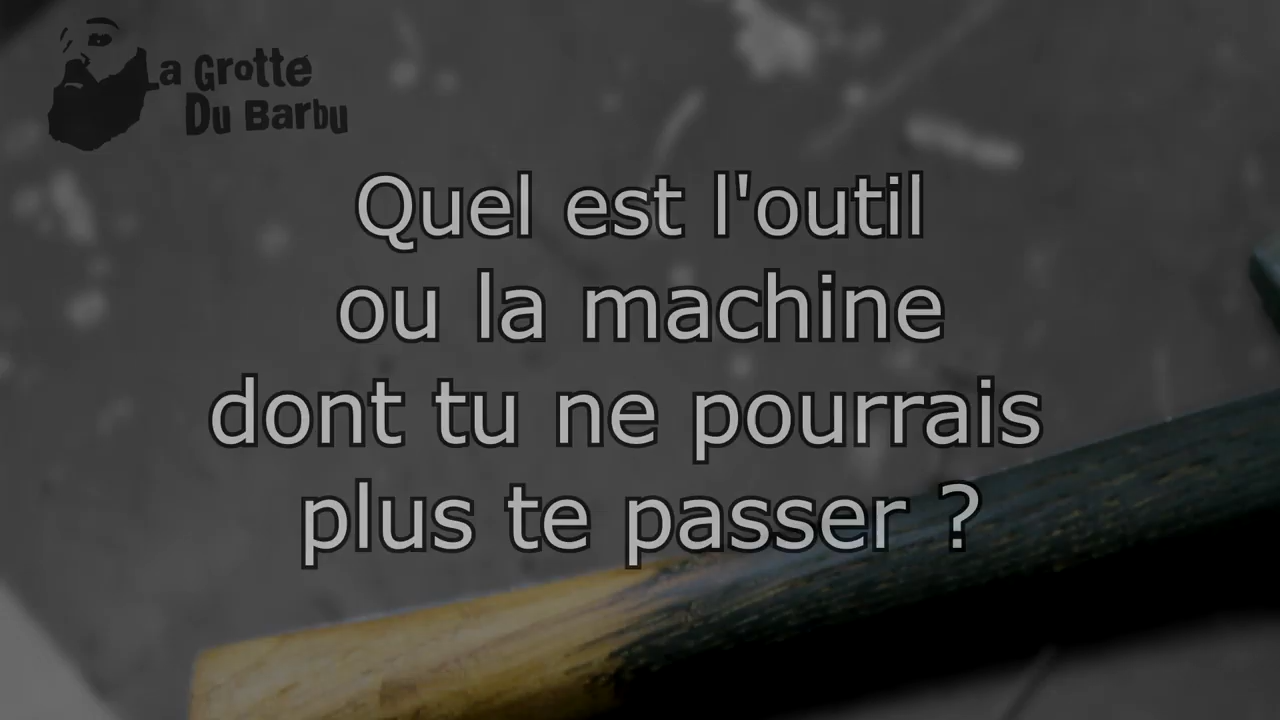 La Grotte
Du Barbu
Quel est l'outil
ou la machine
dont tu ne pourrais
plus te passer ?